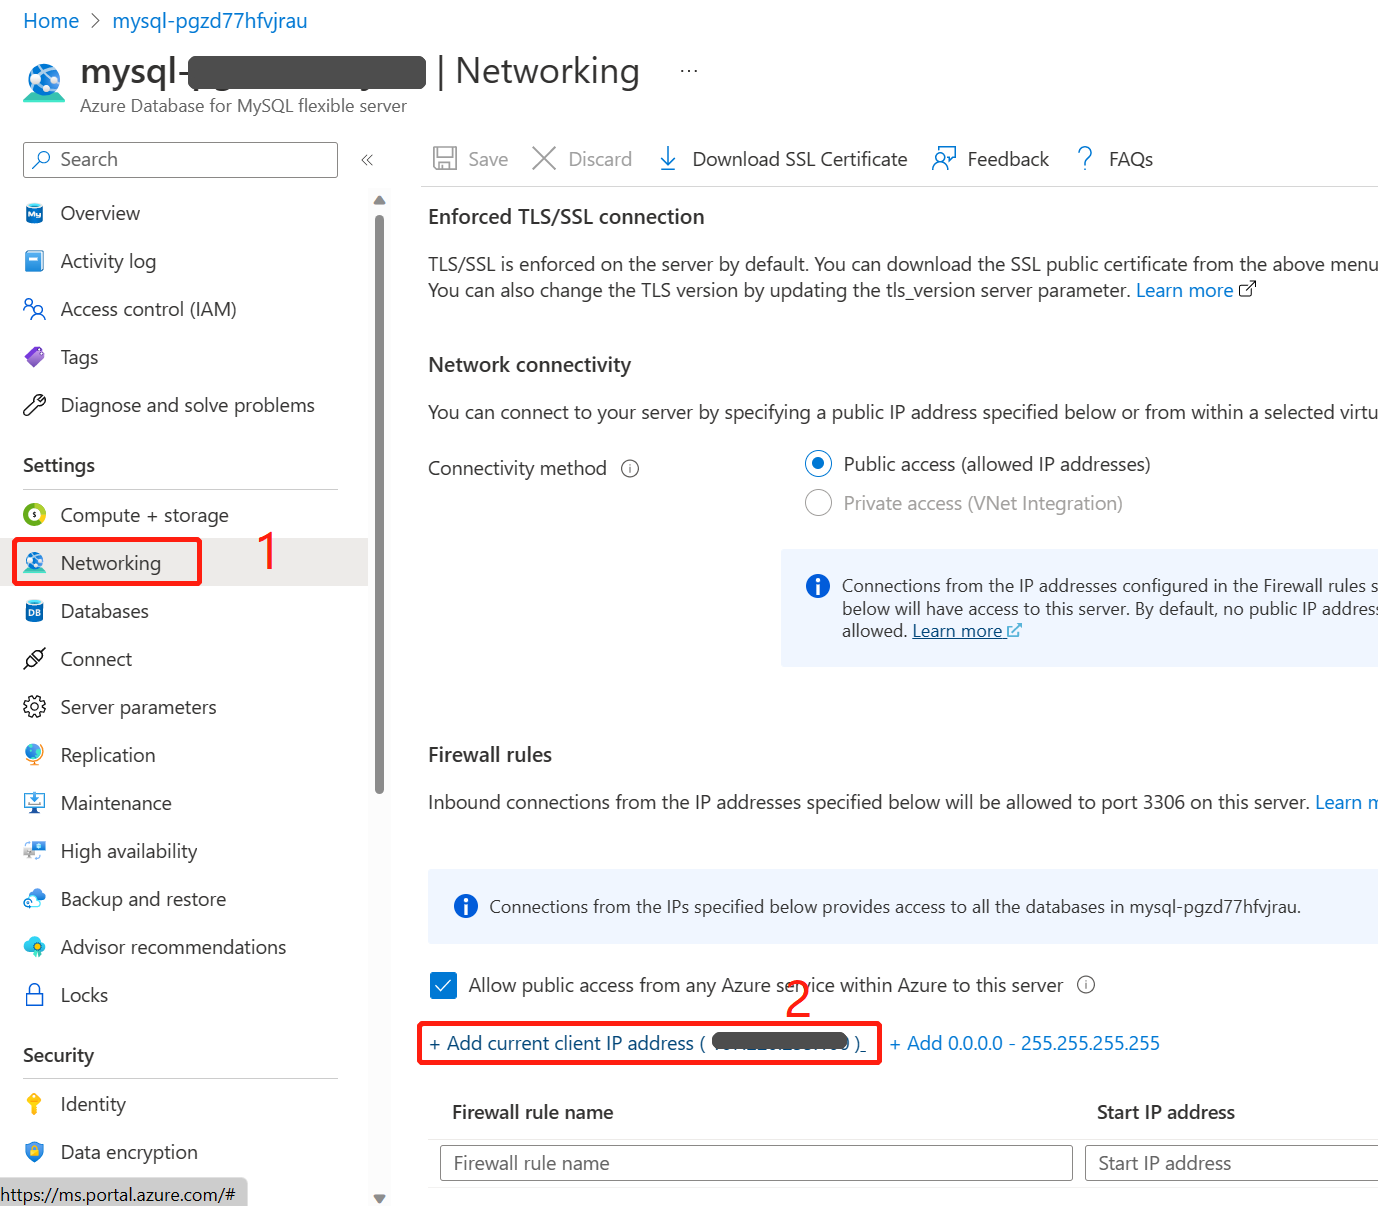 Home > mysql-pgzd77hfvjrau
mysql- | Networking ...
Azure Database for MySQL flexible server
Search «
Save Discard Download SSL Certificate Feedback ? FAQs
Overview
Activity log
Access control (IAM)
Tags
Diagnose and solve problems
Settings
Compute + storage
Networking 1
Databases
Connect
Server parameters
Replication
Maintenance
High availability
Backup and restore
Advisor recommendations
Locks
Security
Identity
Data encryption
https://ms.portal.azure.com/#
Enforced TLS/SSL connection
TLS/SSL is enforced on the server by default. You can download the SSL public certificate from the above menu
You can also change the TLS version by updating the tls_version server parameter. Learn more
Network connectivity
You can connect to your server by specifying a public IP address specified below or from within a selected virtu
Connectivity method
Public access (allowed IP addresses)
Private access (VNet Integration)
Connections from the IP addresses configured in the Firewall rules s
below will have access to this server. By default, no public IP address
allowed. Learn more
Firewall rules
Inbound connections from the IP addresses specified below will be allowed to port 3306 on this server. Learn m
Connections from the IPs specified below provides access to all the databases in mysql-pgzd77hfvjrau.
Allow public access from any Azure service within Azure to this server
2
+ Add current client IP address ( ) + Add 0.0.0.0 - 255.255.255.255
Firewall rule name Start IP address
Firewall rule name Start IP address